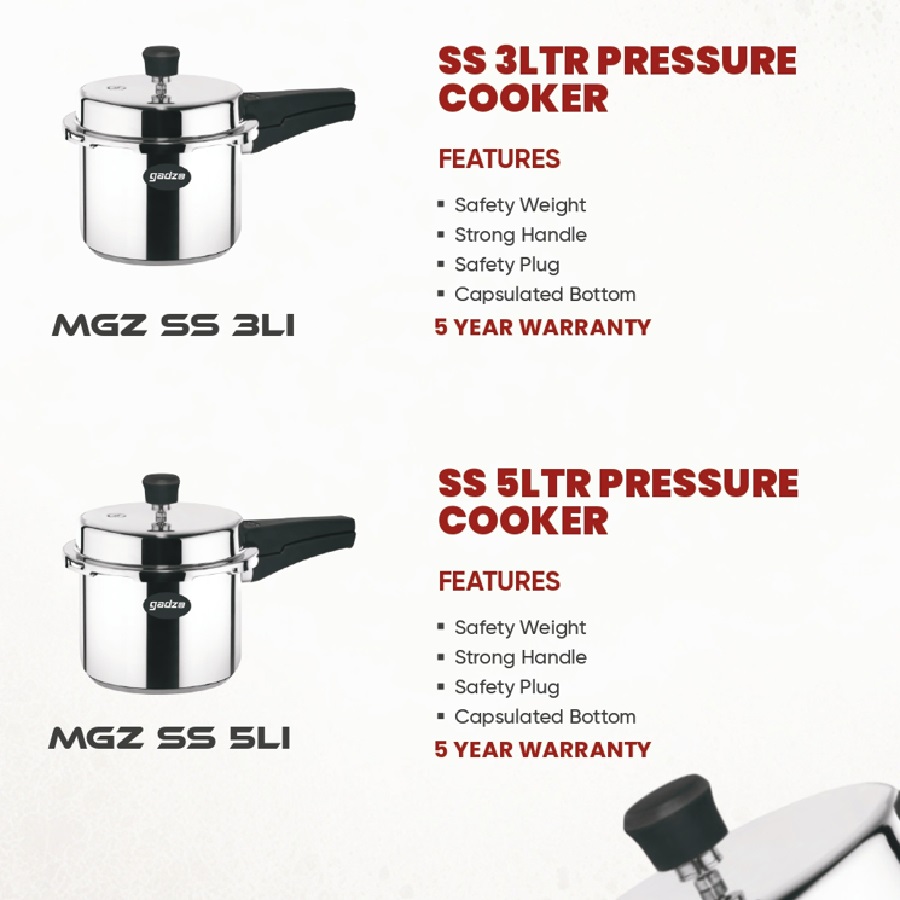 SS 3LTR PRESSURE
COOKER
FEATURES
▪ Safety Weight
▪ Strong Handle
▪ Safety Plug
▪ Capsulated Bottom
5 YEAR WARRANTY
gadzo
MGZ SS 3LI
SS 5LTR PRESSURE
COOKER
FEATURES
▪ Safety Weight
▪ Strong Handle
▪ Safety Plug
▪ Capsulated Bottom
5 YEAR WARRANTY
gadzo
MGZ SS 5LI